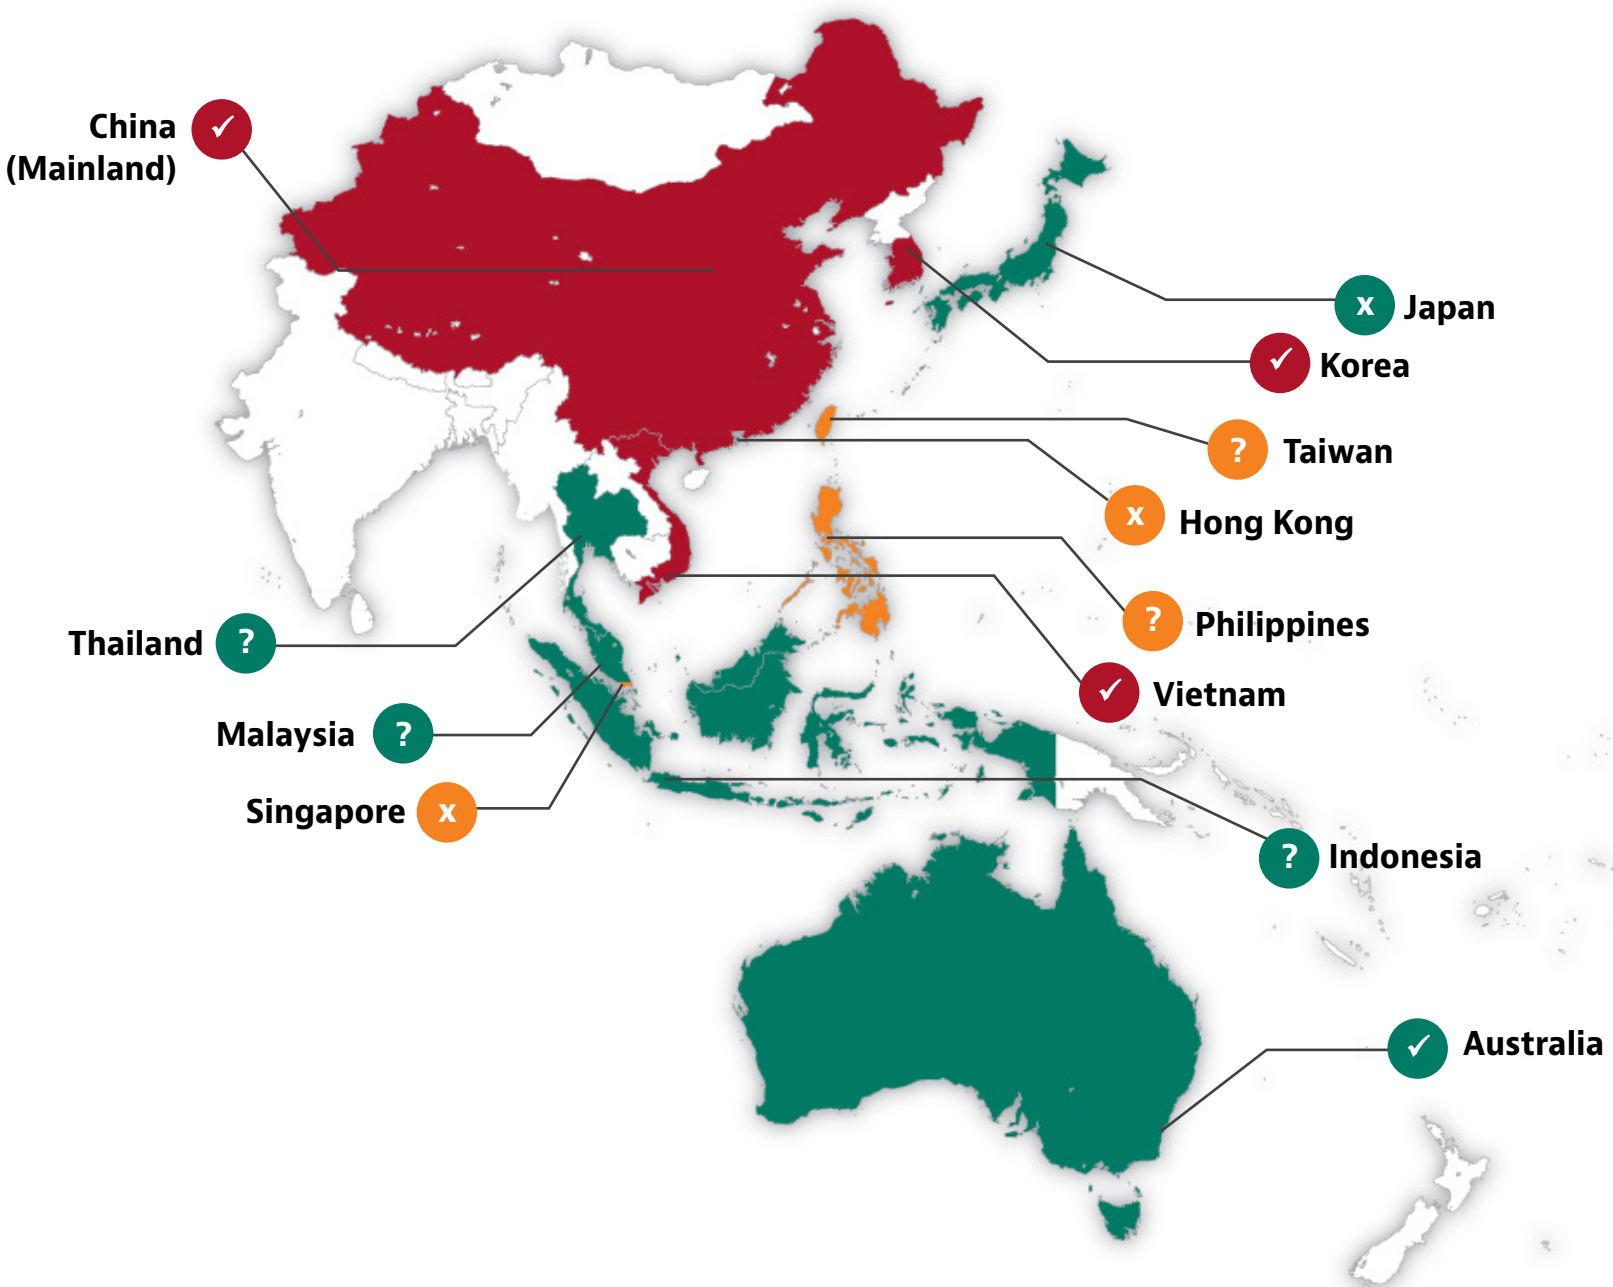 China ✓
(Mainland)
x Japan
✓ Korea
? Taiwan
x Hong Kong
? Philippines
Thailand ?
✓ Vietnam
Malaysia ?
Singapore x
? Indonesia
✓ Australia